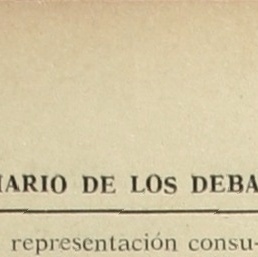 IARIO DE LOS DEBA
representación consu-